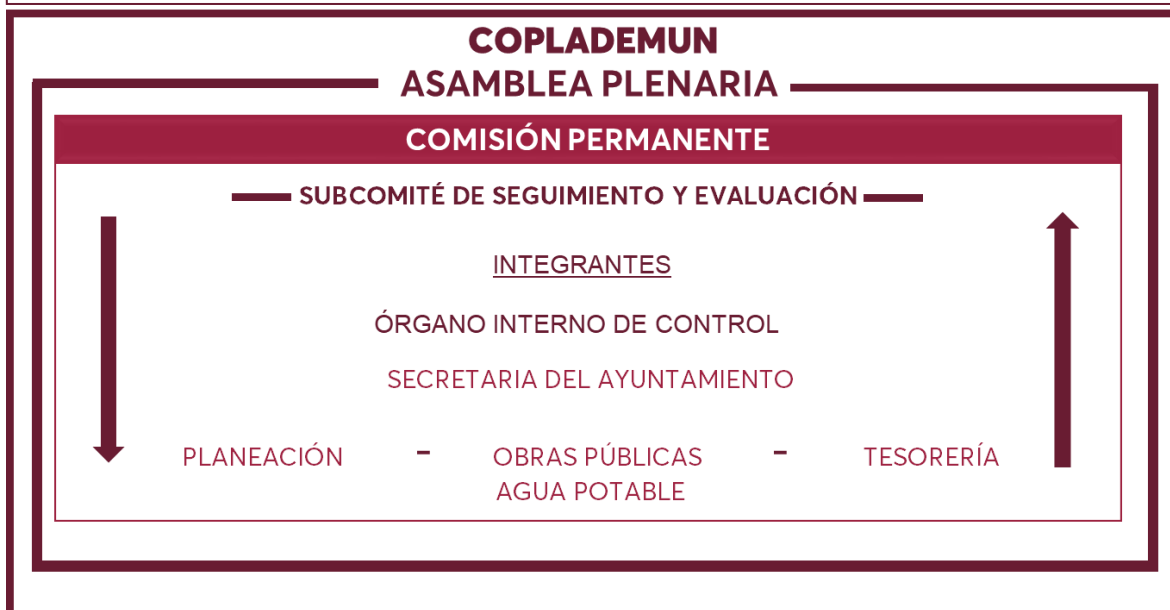 COPLADEMUN
ASAMBLEA PLENARIA
COMISIÓN PERMANENTE
SUBCOMITÉ DE SEGUIMIENTO Y EVALUACIÓN
INTEGRANTES
ÓRGANO INTERNO DE CONTROL
SECRETARIA DEL AYUNTAMIENTO
PLANEACIÓN - OBRAS PÚBLICAS - TESORERÍA
AGUA POTABLE